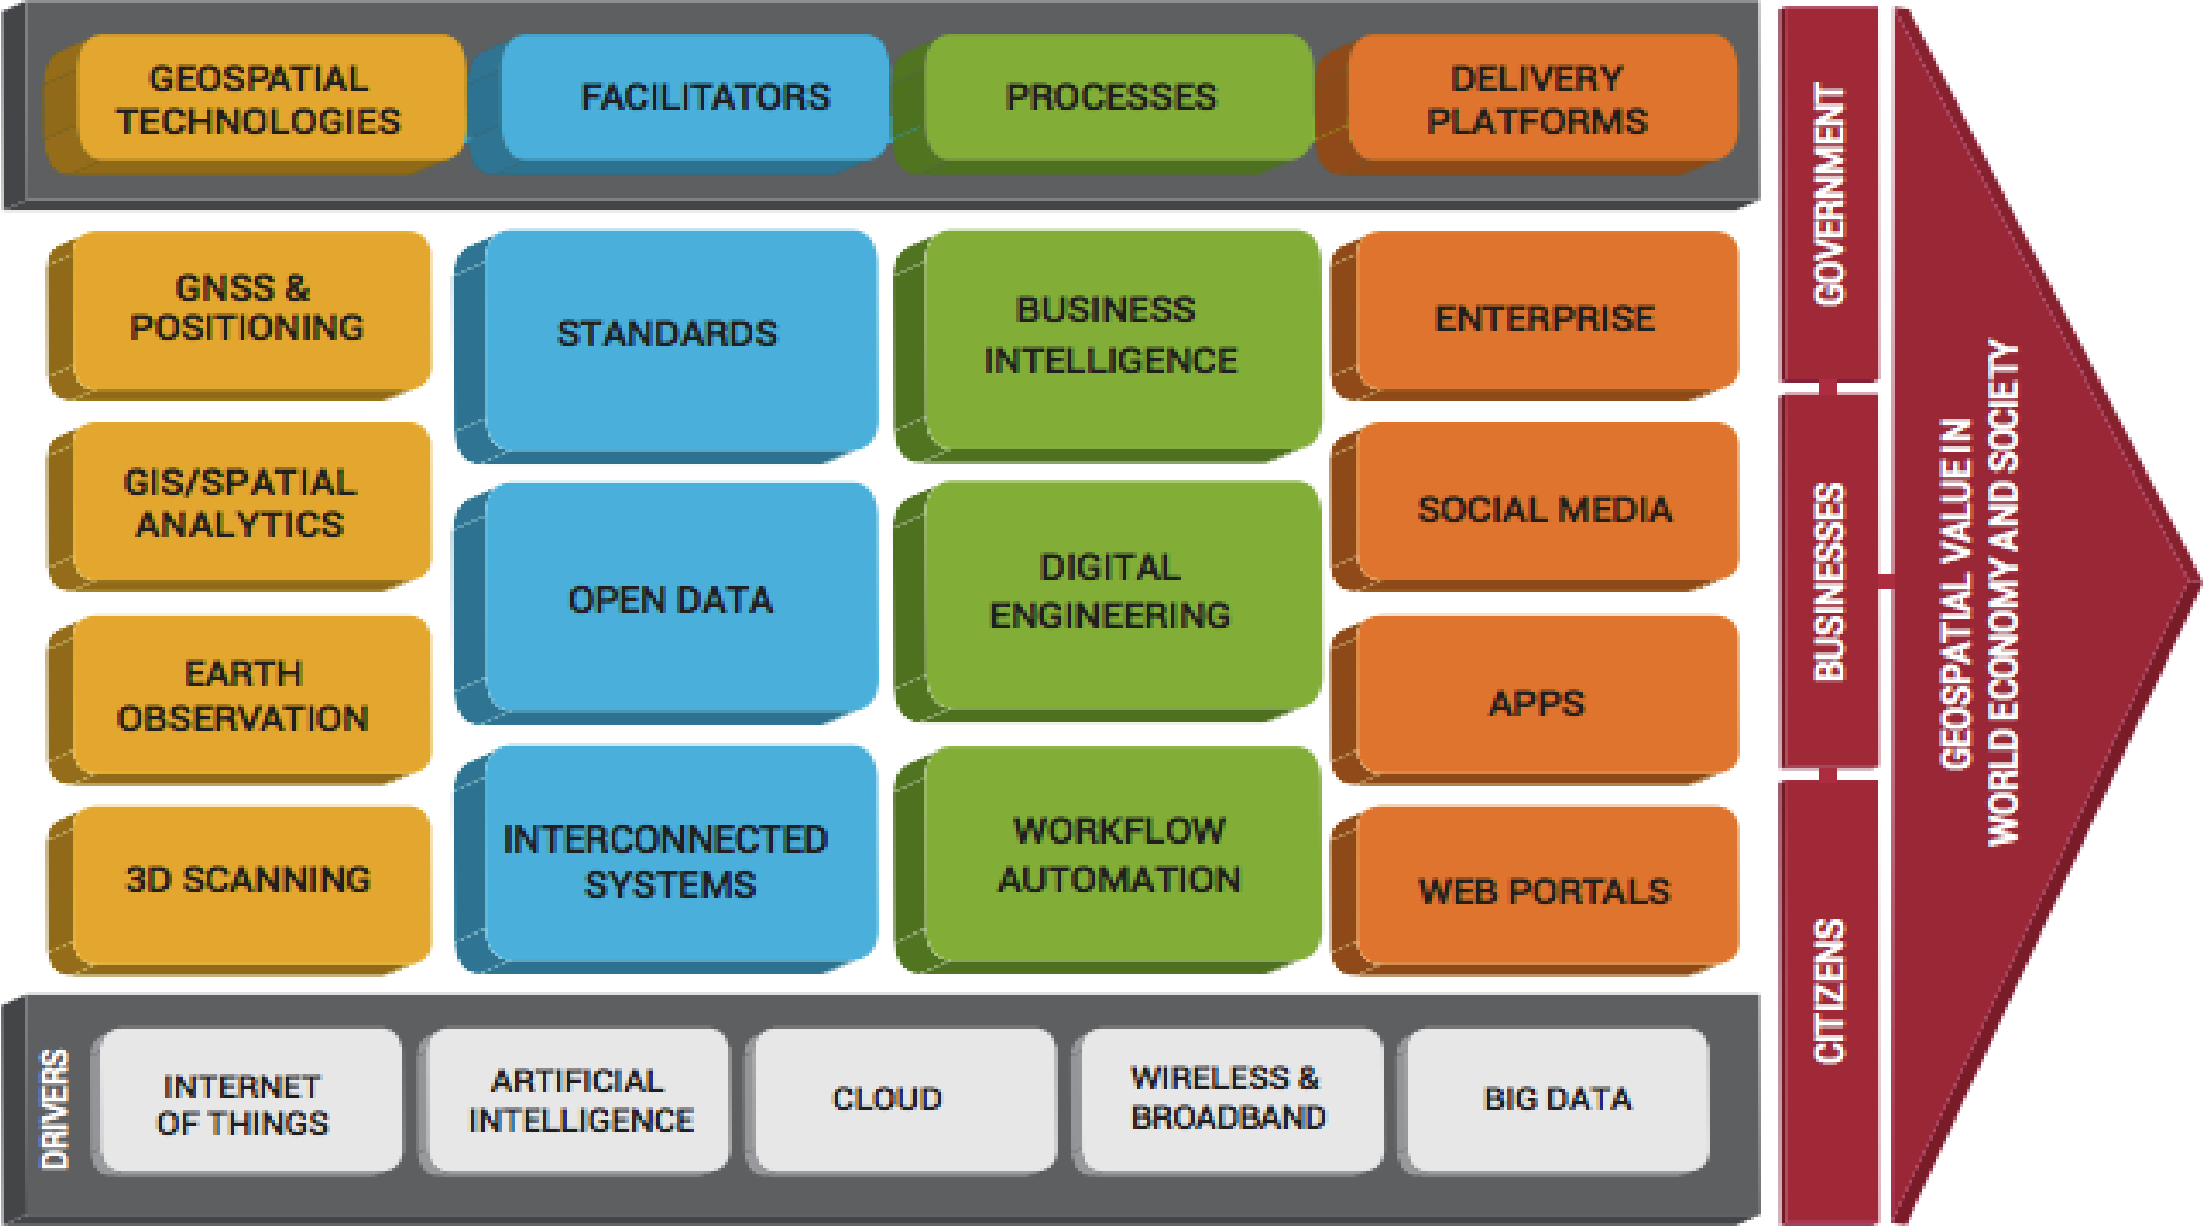 GEOSPATIAL
TECHNOLOGIES
FACILITATORS
PROCESSES
DELIVERY
PLATFORMS
GNSS &
POSITIONING
GIS/SPATIAL
ANALYTICS
EARTH
OBSERVATION
3D SCANNING
STANDARDS
OPEN DATA
INTERCONNECTED
SYSTEMS
BUSINESS
INTELLIGENCE
DIGITAL
ENGINEERING
WORKFLOW
AUTOMATION
ENTERPRISE
SOCIAL MEDIA
APPS
WEB PORTALS
DRIVERS
INTERNET
OF THINGS
ARTIFICIAL
INTELLIGENCE
CLOUD
WIRELESS &
BROADBAND
BIG DATA
GOVERNMENT
BUSINESSES
CITIZENS
GEOSPATIAL VALUE IN
WORLD ECONOMY AND SOCIETY